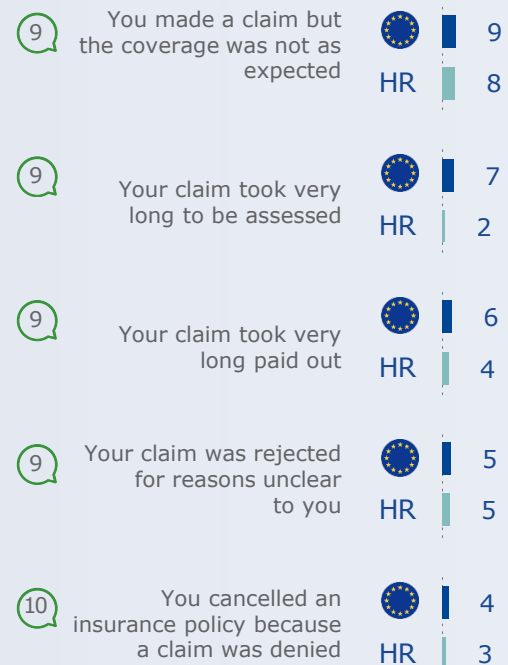 9
You made a claim but
the coverage was not as
expected
9
HR
8
9
Your claim took very
long to be assessed
7
HR
2
9
Your claim took very
long paid out
6
HR
4
9
Your claim was rejected
for reasons unclear
to you
5
HR
5
10
You cancelled an
insurance policy because
a claim was denied
4
HR
3